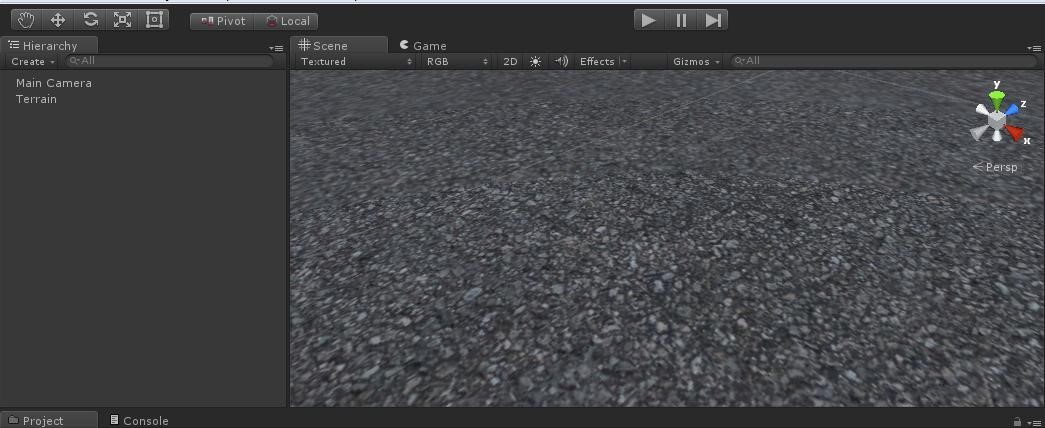 Pivot Local
Hierarchy Scene Game
Create All Textured RGB 2D Effects Gizmos All
Main Camera
Terrain
y
z
x
Persp
Project Console